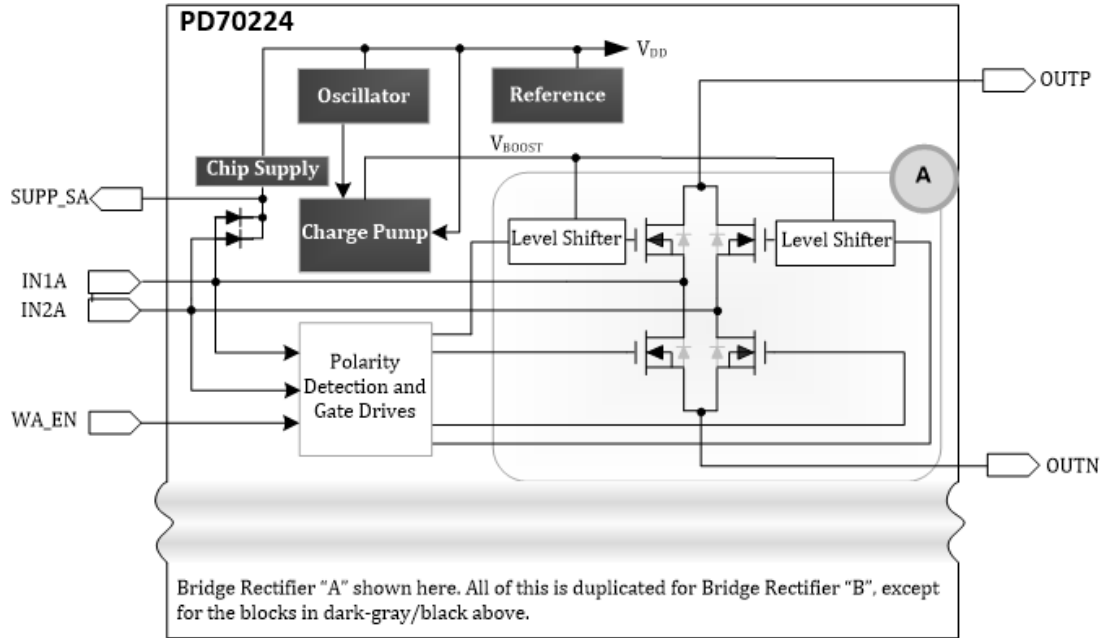 PD70224
VDD
Oscillator
Reference
OUTP
VBOOST
Chip Supply
A
SUPP_SA
Charge Pump
Level Shifter
Level Shifter
IN1A
IN2A
Polarity
Detection and
Gate Drives
WA_EN
OUTN
Bridge Rectifier “A” shown here. All of this is duplicated for Bridge Rectifier “B”, except
for the blocks in dark-gray/black above.